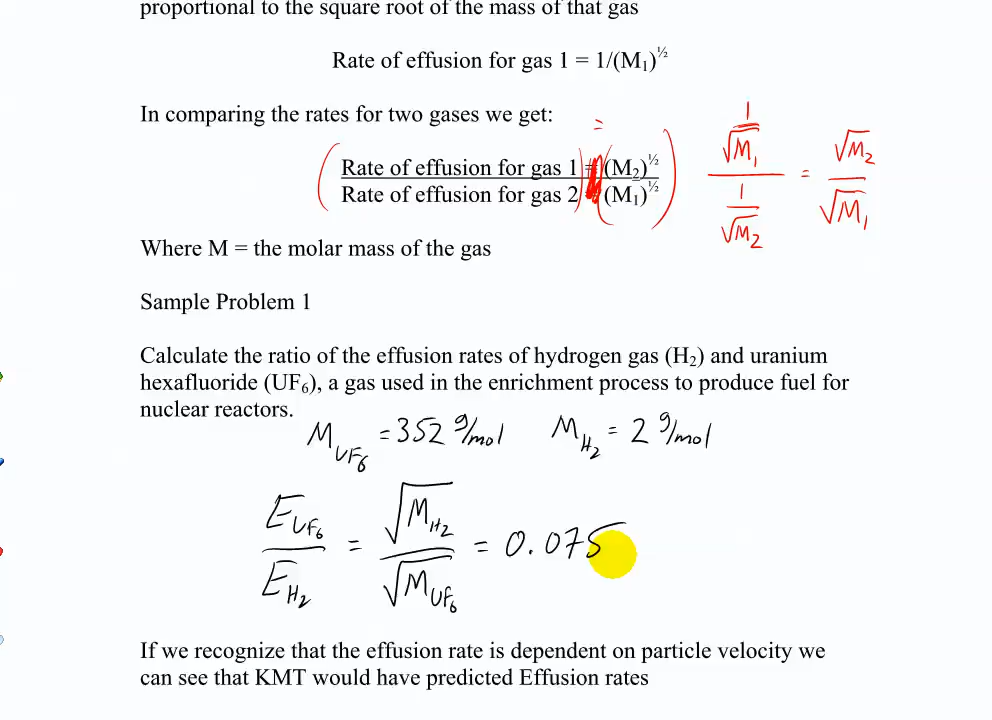 proportional to the square root of the mass of that gas
Rate of effusion for gas 1 = 1/(M₁)^½
In comparing the rates for two gases we get:
=
(Rate of effusion for gas 1) = ((M₂)^½)
Rate of effusion for gas 2 (M₁)^½
1/√M₁ / 1/√M₂ = √M₂/√M₁
Where M = the molar mass of the gas
Sample Problem 1
Calculate the ratio of the effusion rates of hydrogen gas (H₂) and uranium
hexafluoride (UF₆), a gas used in the enrichment process to produce fuel for
nuclear reactors.
M_UF₆ = 352 g/mol M_H₂ = 2 g/mol
E_UF₆/E_H₂ = √M_H₂/√M_UF₆ = 0.075
If we recognize that the effusion rate is dependent on particle velocity we
can see that KMT would have predicted Effusion rates